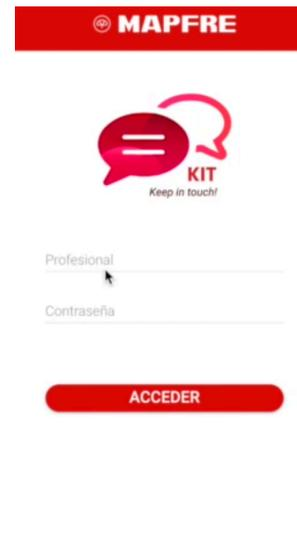 MAPFRE
KIT
Keep in touch!
Profesional
Contraseña
ACCEDER